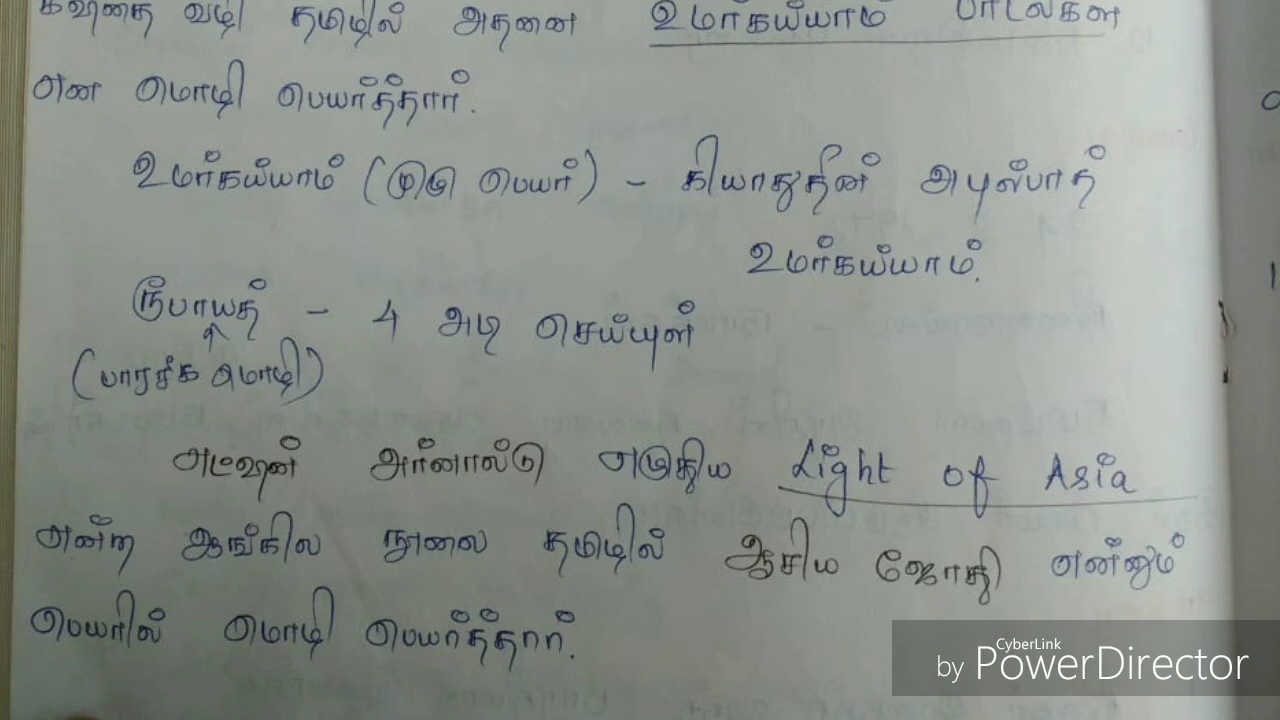 கவிதை வழி தமிழில் அதனை உமர்கய்யாம் பாடல்கள்
என மொழி பெயர்த்தார்.
உமர்கய்யாம் (முழு பெயர்) - கியாதுதீன் அபுல்பாத்
உமர்கய்யாம்.
ரூபாயத் - 4 அடி செய்யுள்
(பாரசீக மொழி)
அட்வின் அர்னால்டு எழுதிய Light of Asia
என்ற ஆங்கில நூலை தமிழில் ஆசிய ஜோதி என்னும்
பெயரில் மொழி பெயர்த்தார்.
CyberLink
by PowerDirector